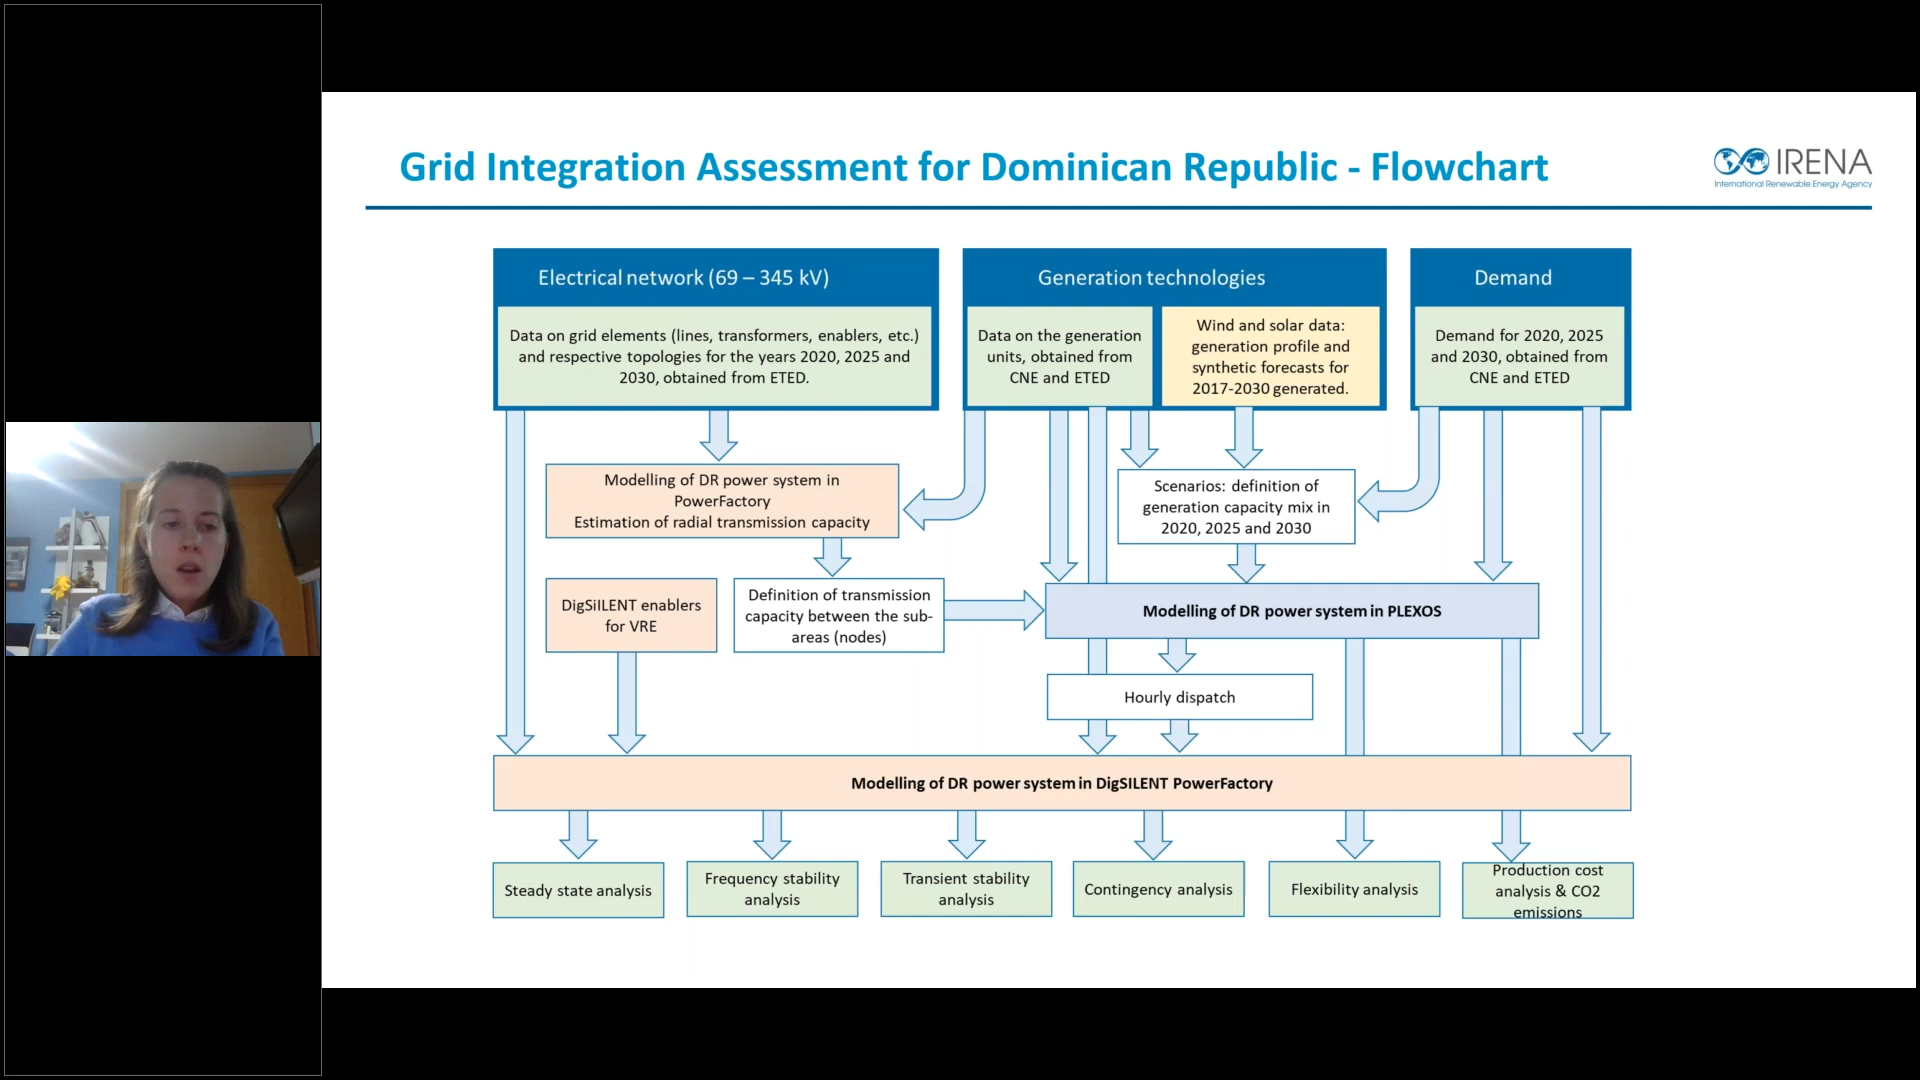 Grid Integration Assessment for Dominican Republic - Flowchart
IRENA
International Renewable Energy Agency
Electrical network (69 – 345 kV)
Data on grid elements (lines, transformers, enablers, etc.)
and respective topologies for the years 2020, 2025 and
2030, obtained from ETED.
Generation technologies
Data on the generation
units, obtained from
CNE and ETED
Wind and solar data:
generation profile and
synthetic forecasts for
2017-2030 generated.
Demand
Demand for 2020, 2025
and 2030, obtained from
CNE and ETED
Modelling of DR power system in
PowerFactory
Estimation of radial transmission capacity
Scenarios: definition of
generation capacity mix in
2020, 2025 and 2030
DigSiILENT enablers
for VRE
Definition of transmission
capacity between the sub-
areas (nodes)
Modelling of DR power system in PLEXOS
Hourly dispatch
Modelling of DR power system in DigSILENT PowerFactory
Steady state analysis
Frequency stability
analysis
Transient stability
analysis
Contingency analysis
Flexibility analysis
Production cost
analysis & CO2
emissions